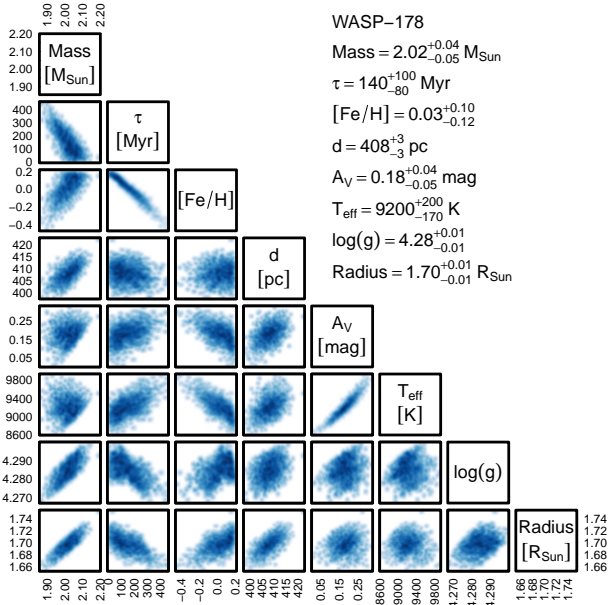 1.90 2.00 2.10 2.20
WASP−178
Mass = 2.02 +0.04 −0.05 M_Sun
τ = 140 +100 −80 Myr
[Fe/H] = 0.03 +0.10 −0.12
d = 408 +3 −3 pc
A_V = 0.18 +0.04 −0.05 mag
T_eff = 9200 +200 −170 K
log(g) = 4.28 +0.01 −0.01
Radius = 1.70 +0.01 −0.01 R_Sun
2.20
2.10
2.00
1.90
Mass
[M_Sun]
400
300
200
100
0
τ
[Myr]
0.2
0.0
−0.2
−0.4
[Fe/H]
420
415
410
405
400
d
[pc]
0.25
0.15
0.05
A_V
[mag]
9800
9400
9000
8600
T_eff
[K]
4.290
4.280
4.270
log(g)
1.74
1.72
1.70
1.68
1.66
Radius
[R_Sun]
1.74
1.72
1.70
1.68
1.66
1.90 2.00 2.10 2.20
0 100 200 300 400
−0.4 −0.2 0.0 0.2
400 405 410 415 420
0.05 0.15 0.25
8600 9000 9400 9800
4.270 4.280 4.290
1.66 1.68 1.70 1.72 1.74